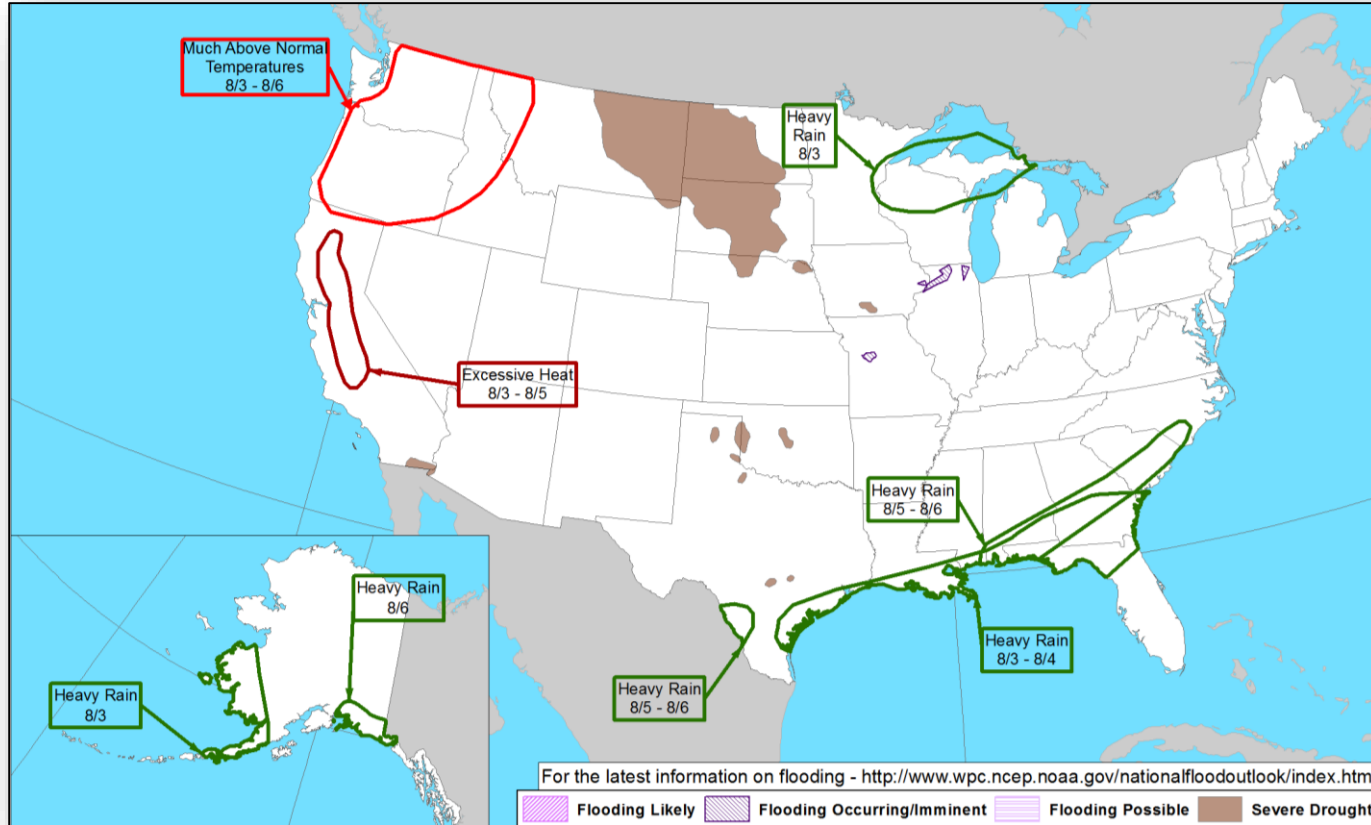 Much Above Normal
Temperatures
8/3 - 8/6
Heavy
Rain
8/3
Excessive Heat
8/3 - 8/5
Heavy Rain
8/5 - 8/6
Heavy Rain
8/6
Heavy Rain
8/3 - 8/4
Heavy Rain
8/3
Heavy Rain
8/5 - 8/6
For the latest information on flooding - http://www.wpc.ncep.noaa.gov/nationalfloodoutlook/index.htm
Flooding Likely Flooding Occurring/Imminent Flooding Possible Severe Drought